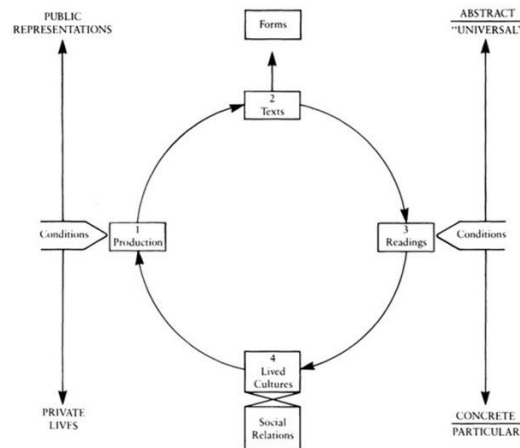 PUBLIC
REPRESENTATIONS
Forms
ABSTRACT
"UNIVERSAL"
2
Texts
Conditions
1
Production
3
Readings
Conditions
4
Lived
Cultures
Social
Relations
PRIVATE
LIVES
CONCRETE
PARTICULAR